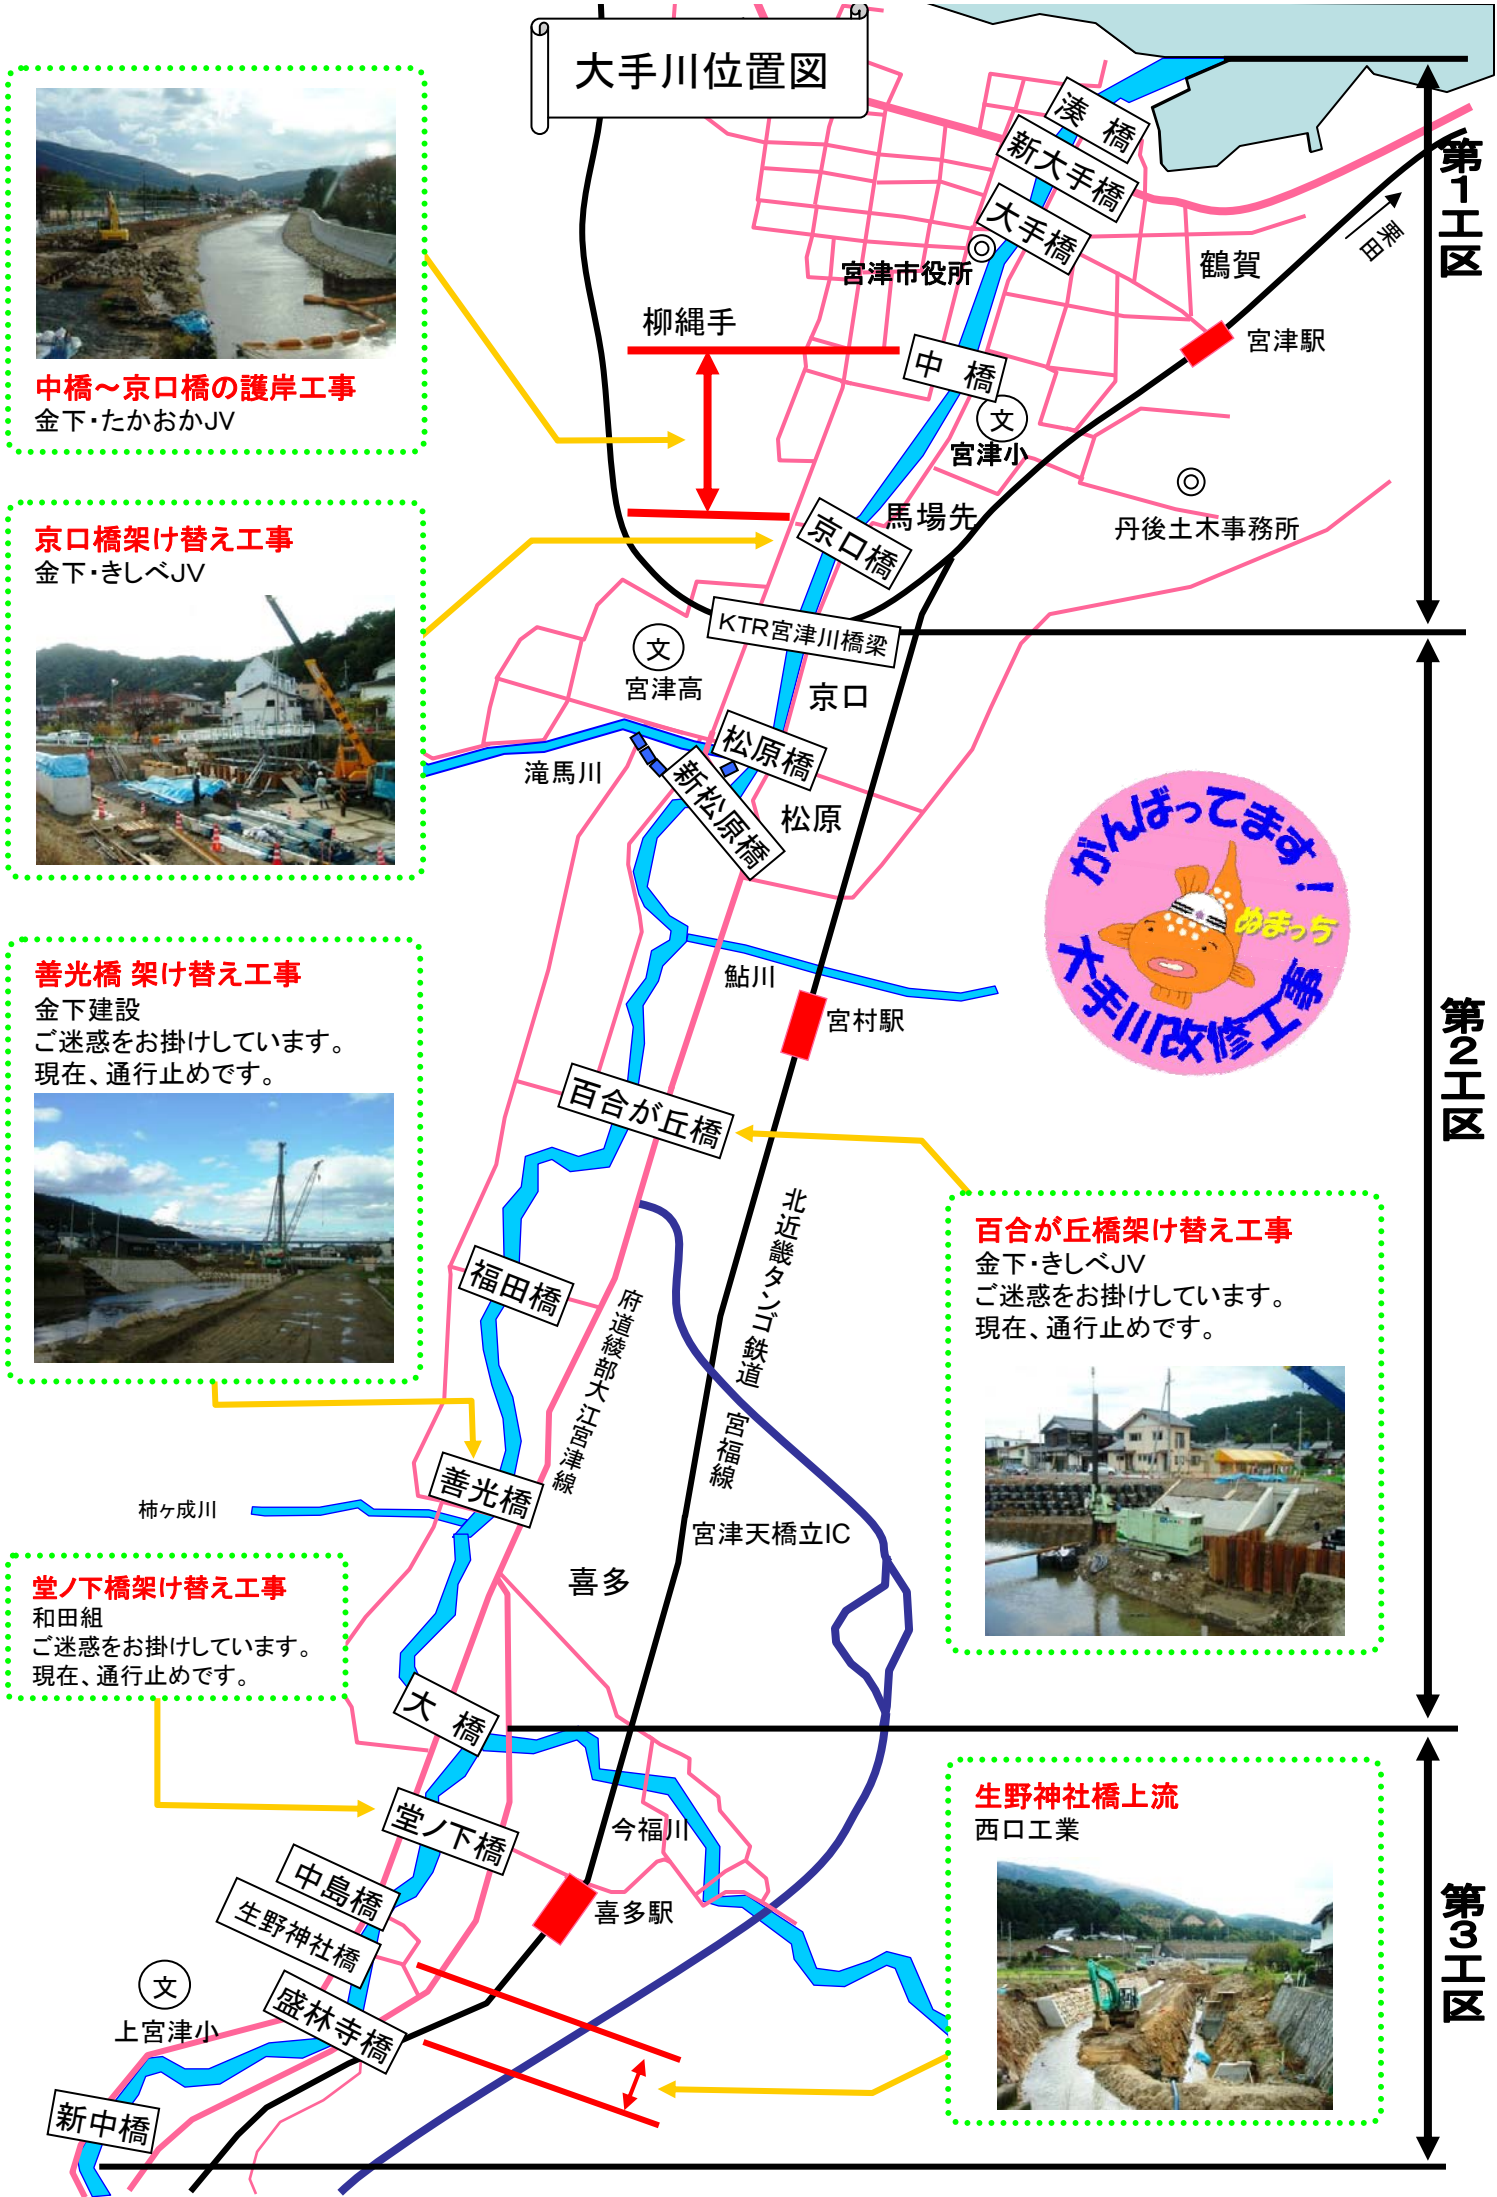 大手川位置図
湊 橋
新大手橋
大手橋
宮津市役所
鶴賀
栗田
宮津駅
柳縄手
中 橋
文
宮津小
馬場先
京口橋
丹後土木事務所
KTR宮津川橋梁
第1工区
中橋～京口橋の護岸工事
金下・たかおかJV
京口橋架け替え工事
金下・きしべJV
文
宮津高
京口
松原橋
滝馬川
新松原橋
松原
鮎川
宮村駅
がんばってます！
ぬまっち
大手川改修工事
第2工区
善光橋 架け替え工事
金下建設
ご迷惑をお掛けしています。
現在、通行止めです。
百合が丘橋
百合が丘橋架け替え工事
金下・きしべJV
ご迷惑をお掛けしています。
現在、通行止めです。
福田橋
府道綾部大江宮津線
北近畿タンゴ鉄道 宮福線
善光橋
柿ヶ成川
宮津天橋立IC
喜多
堂ノ下橋架け替え工事
和田組
ご迷惑をお掛けしています。
現在、通行止めです。
大 橋
堂ノ下橋
今福川
中島橋
生野神社橋
喜多駅
盛林寺橋
文
上宮津小
新中橋
生野神社橋上流
西口工業
第3工区